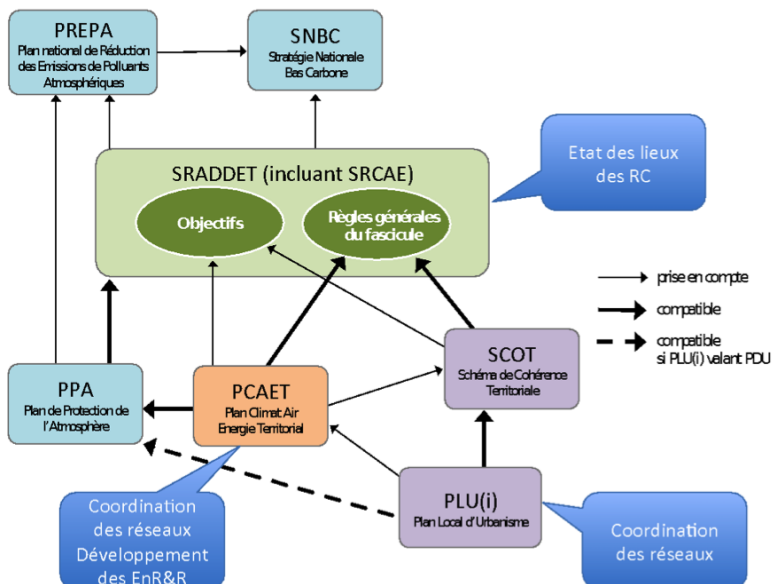 PREPA
Plan national de Réduction
des Emissions de Polluants
Atmosphériques
SNBC
Stratégie Nationale
Bas Carbone
Etat des lieux
des RC
SRADDET (incluant SRCAE)
Objectifs
Règles générales
du fascicule
prise en compte
compatible
compatible
si PLU(i) valant PDU
SCOT
Schéma de Cohérence
Territoriale
PPA
Plan de Protection de
l'Atmosphère
PCAET
Plan Climat Air
Energie Territorial
PLU(i)
Plan Local d'Urbanisme
Coordination
des réseaux
Développement
des EnR&R
Coordination
des réseaux